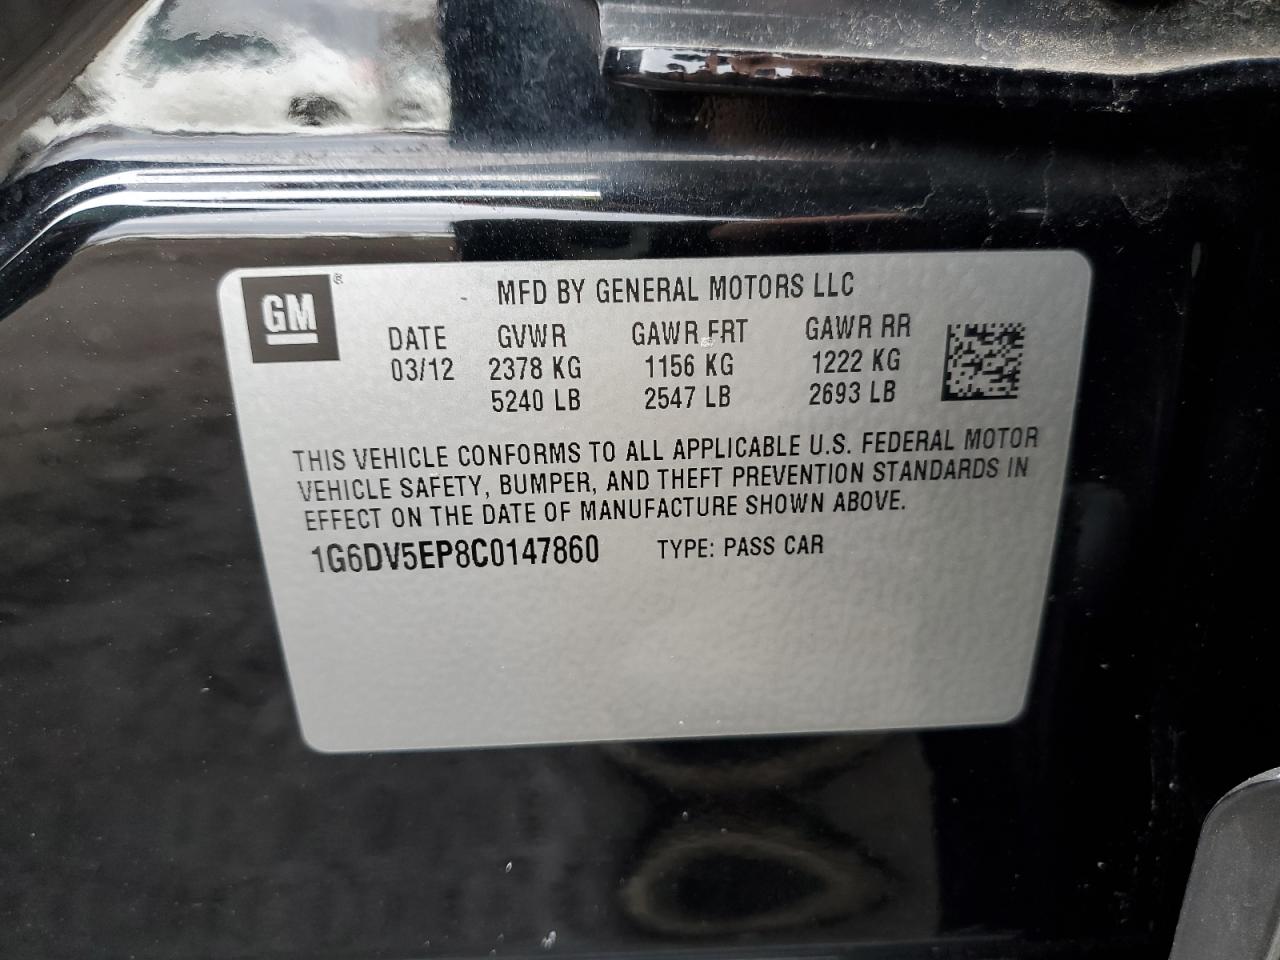 GM ®
MFD BY GENERAL MOTORS LLC
DATE GVWR GAWR FRT GAWR RR
03/12 2378 KG 1156 KG 1222 KG
5240 LB 2547 LB 2693 LB
THIS VEHICLE CONFORMS TO ALL APPLICABLE U.S. FEDERAL MOTOR
VEHICLE SAFETY, BUMPER, AND THEFT PREVENTION STANDARDS IN
EFFECT ON THE DATE OF MANUFACTURE SHOWN ABOVE.
1G6DV5EP8C0147860 TYPE: PASS CAR